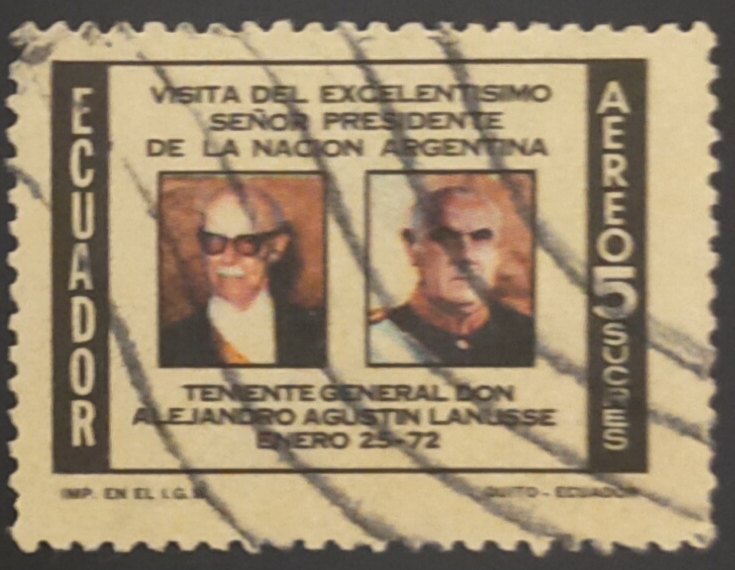 ECUADOR
VISITA DEL EXCELENTISIMO
SEÑOR PRESIDENTE
DE LA NACION ARGENTINA
TENIENTE GENERAL DON
ALEJANDRO AGUSTIN LANUSSE
ENERO 25-72
AEREO 5 SUCRES
IMP. EN EL I.G.M.
QUITO - ECUADOR